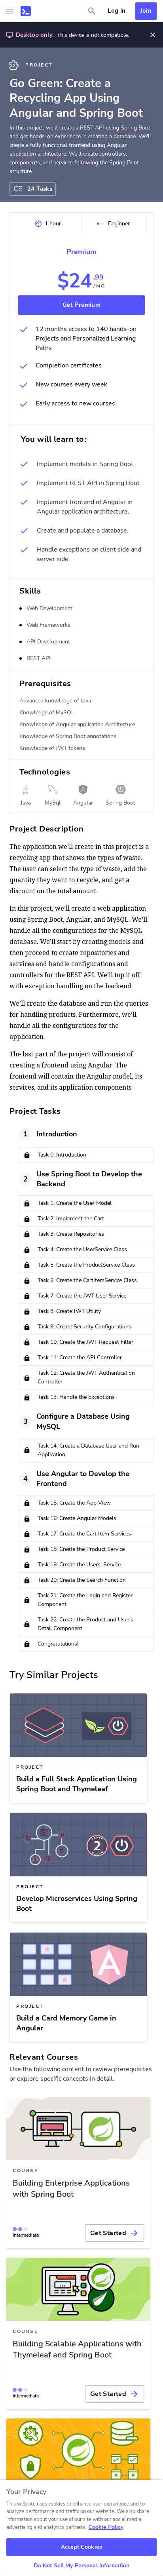 Log In
Join
Desktop only. This device is not compatible.
PROJECT
Go Green: Create a
Recycling App Using
Angular and Spring Boot
In this project, we'll create a REST API using Spring Boot
and get hands-on experience in creating a database. We'll
create a frontend following Angular application
architecture. We'll create controllers,
components, and services following the Spring Boot
structure.
24 Tasks
1 hour
Beginner
Premium
$24.99
/MO
Get Premium
12 months access to 140 hands-on
Projects and Personalized Learning
Paths
Completion certificates
New courses every week
Early access to new courses
You will learn to:
Implement models in Spring Boot.
Implement REST API in Spring Boot.
Implement frontend of Angular in
Angular application architecture.
Create and populate a database.
Handle exceptions on client side and
server side.
Skills
Web Development
Web Frameworks
API Development
REST API
Prerequisites
Advanced knowledge of Java
Knowledge of MySQL
Knowledge of Angular application Architecture
Knowledge of Spring Boot annotations
Knowledge of JWT tokens
Technologies
Java
MySql
Angular
Spring Boot
Project Description
The application we'll create in this project is a
recycling app that shows the types of waste.
The user can select the type of waste, add the
quantity they want to recycle, and get a
discount on the total amount.
In this project, we'll create a web application
using Spring Boot, Angular, and MySQL. We'll
handle all the configurations for the MySQL
database. We'll start by creating models and
then proceed to create repositories and
services and handle configurations and
controllers for the REST API. We'll top it off
with exception handling on the backend.
We'll create the database and run the queries
for handling products. Furthermore, we'll
handle all the configurations for the
application.
The last part of the project will consist of
creating a frontend using Angular. The
frontend will contain the Angular models, its
services, and its application components.
Project Tasks
1
Introduction
Task 0: Introduction
2
Use Spring Boot to Develop the
Backend
Task 1: Create the User Model
Task 2: Implement the Cart
Task 3: Create Repositories
Task 4: Create the UserService Class
Task 5: Create the ProductService Class
Task 6: Create the CartItemService Class
Task 7: Create the JWT User Service
Task 8: Create JWT Utility
Task 9: Create Security Configurations
Task 10: Create the JWT Request Filter
Task 11: Create the API Controller
Task 12: Create the JWT Authentication
Controller
Task 13: Handle the Exceptions
3
Configure a Database Using
MySQL
Task 14: Create a Database User and Run
Application
4
Use Angular to Develop the
Frontend
Task 15: Create the App View
Task 16: Create Angular Models
Task 17: Create the Cart Item Services
Task 18: Create the Product Service
Task 19: Create the Users' Service
Task 20: Create the Search Function
Task 21: Create the Login and Register
Component
Task 22: Create the Product and User's
Detail Component
Congratulations!
Try Similar Projects
PROJECT
Build a Full Stack Application Using
Spring Boot and Thymeleaf
2
PROJECT
Develop Microservices Using Spring
Boot
A
PROJECT
Build a Card Memory Game in
Angular
Relevant Courses
Use the following content to review prerequisites
or explore specific concepts in detail.
COURSE
Building Enterprise Applications
with Spring Boot
Intermediate
Get Started
COURSE
Building Scalable Applications with
Thymeleaf and Spring Boot
Intermediate
Get Started
Your Privacy
This website uses cookies to enhance user experience and to
analyze performance and traffic on our website. We also share
information about your use of our site with our social media,
advertising and analytics partners. Cookie Policy
Accept Cookies
Do Not Sell My Personal Information